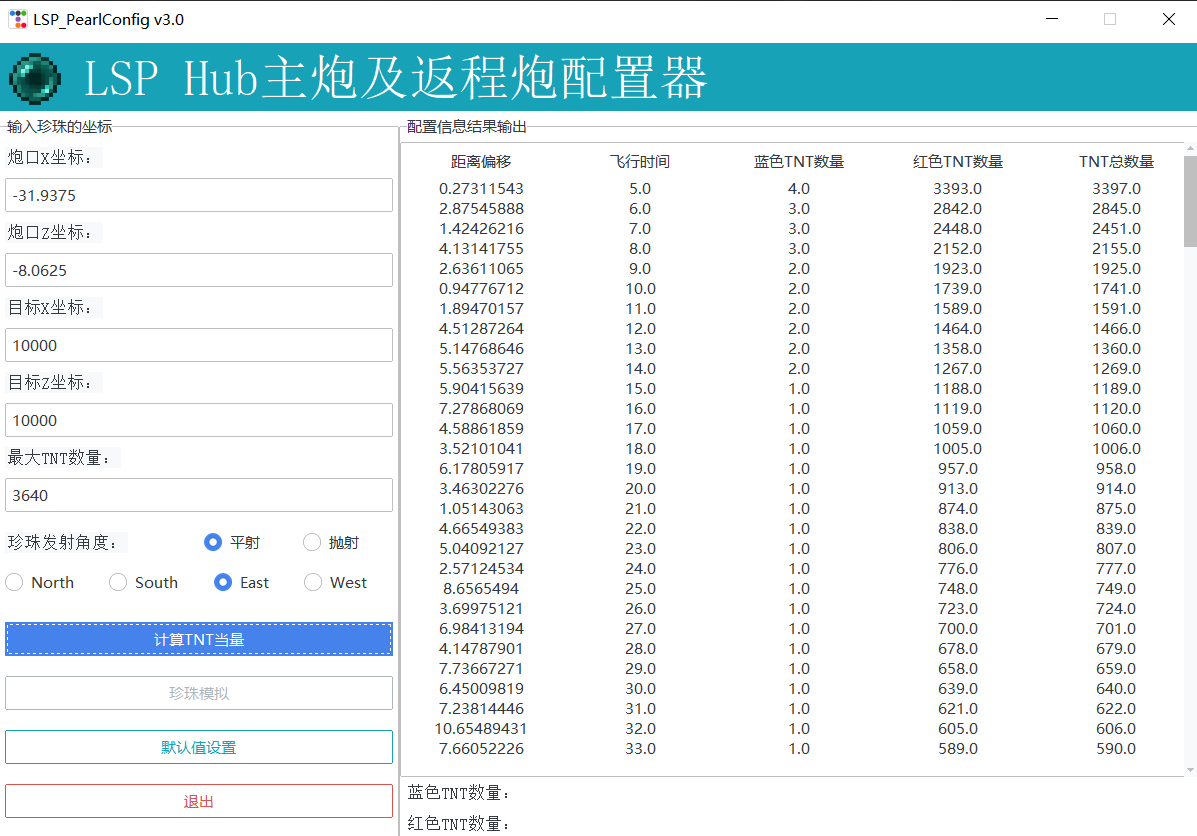 LSP_PearlConfig v3.0
LSP Hub主炮及返程炮配置器
输入珍珠的坐标
炮口X坐标：
-31.9375
炮口Z坐标：
-8.0625
目标X坐标：
10000
目标Z坐标：
10000
最大TNT数量：
3640
珍珠发射角度： 平射 抛射
North South East West
计算TNT当量
珍珠模拟
默认值设置
退出
配置信息结果输出
距离偏移 飞行时间 蓝色TNT数量 红色TNT数量 TNT总数量
0.27311543 5.0 4.0 3393.0 3397.0
2.87545888 6.0 3.0 2842.0 2845.0
1.42426216 7.0 3.0 2448.0 2451.0
4.13141755 8.0 3.0 2152.0 2155.0
2.63611065 9.0 2.0 1923.0 1925.0
0.94776712 10.0 2.0 1739.0 1741.0
1.89470157 11.0 2.0 1589.0 1591.0
4.51287264 12.0 2.0 1464.0 1466.0
5.14768646 13.0 2.0 1358.0 1360.0
5.56353727 14.0 2.0 1267.0 1269.0
5.90415639 15.0 1.0 1188.0 1189.0
7.27868069 16.0 1.0 1119.0 1120.0
4.58861859 17.0 1.0 1059.0 1060.0
3.52101041 18.0 1.0 1005.0 1006.0
6.17805917 19.0 1.0 957.0 958.0
3.46302276 20.0 1.0 913.0 914.0
1.05143063 21.0 1.0 874.0 875.0
4.66549383 22.0 1.0 838.0 839.0
5.04092127 23.0 1.0 806.0 807.0
2.57124534 24.0 1.0 776.0 777.0
8.6565494 25.0 1.0 748.0 749.0
3.69975121 26.0 1.0 723.0 724.0
6.98413194 27.0 1.0 700.0 701.0
4.14787901 28.0 1.0 678.0 679.0
7.73667271 29.0 1.0 658.0 659.0
6.45009819 30.0 1.0 639.0 640.0
7.23814446 31.0 1.0 621.0 622.0
10.65489431 32.0 1.0 605.0 606.0
7.66052226 33.0 1.0 589.0 590.0
蓝色TNT数量：
红色TNT数量：